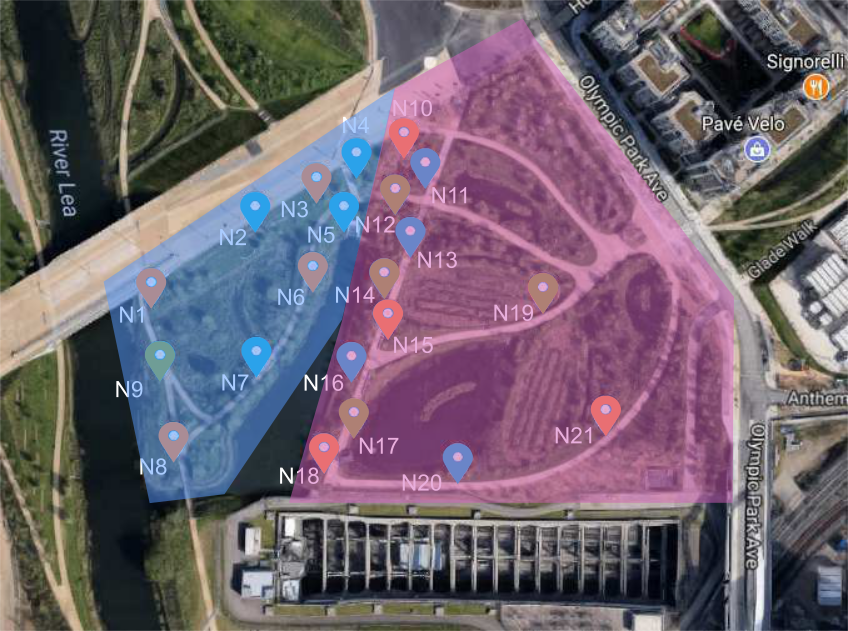 Ho
Signorelli
Olympic Park Ave
Pavé Velo
River Lea
N10
N4
N11
N3
N12
N5
N2
N13
Glade Walk
N6
N14
N1
N19
N15
N9
N7
N16
Anthem
N21
N17
N8
N18
N20
Olympic Park Ave